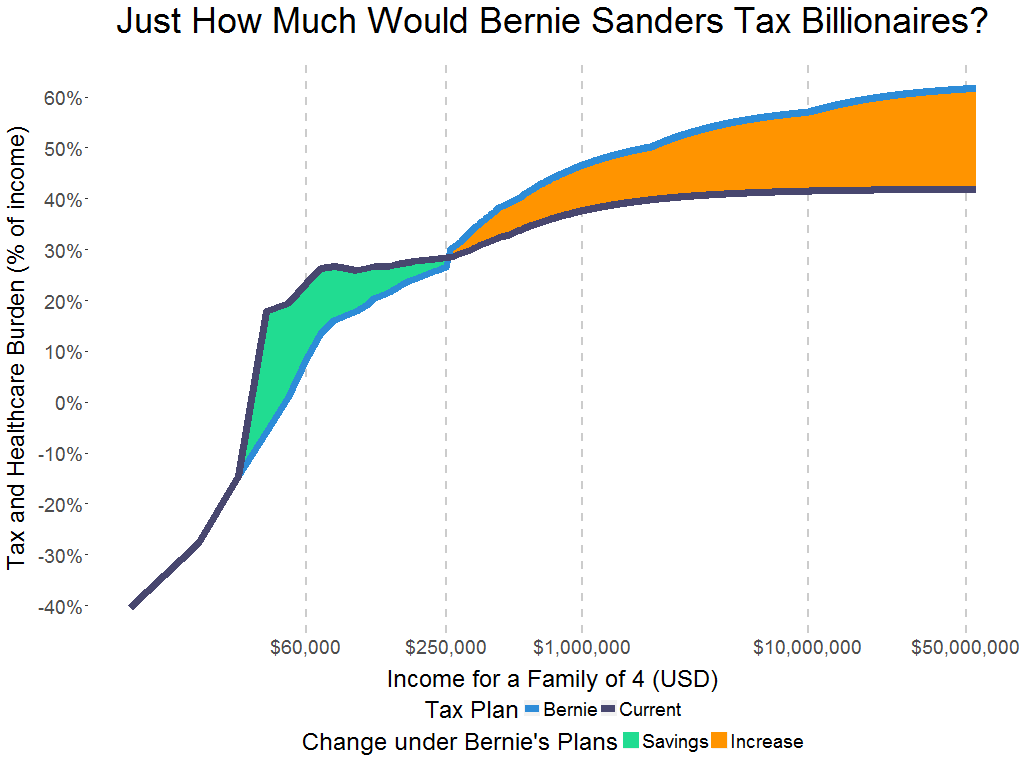 Just How Much Would Bernie Sanders Tax Billionaires?
Tax and Healthcare Burden (% of income)
60%
50%
40%
30%
20%
10%
0%
-10%
-20%
-30%
-40%
$60,000 $250,000 $1,000,000 $10,000,000 $50,000,000
Income for a Family of 4 (USD)
Tax Plan Bernie Current
Change under Bernie's Plans Savings Increase